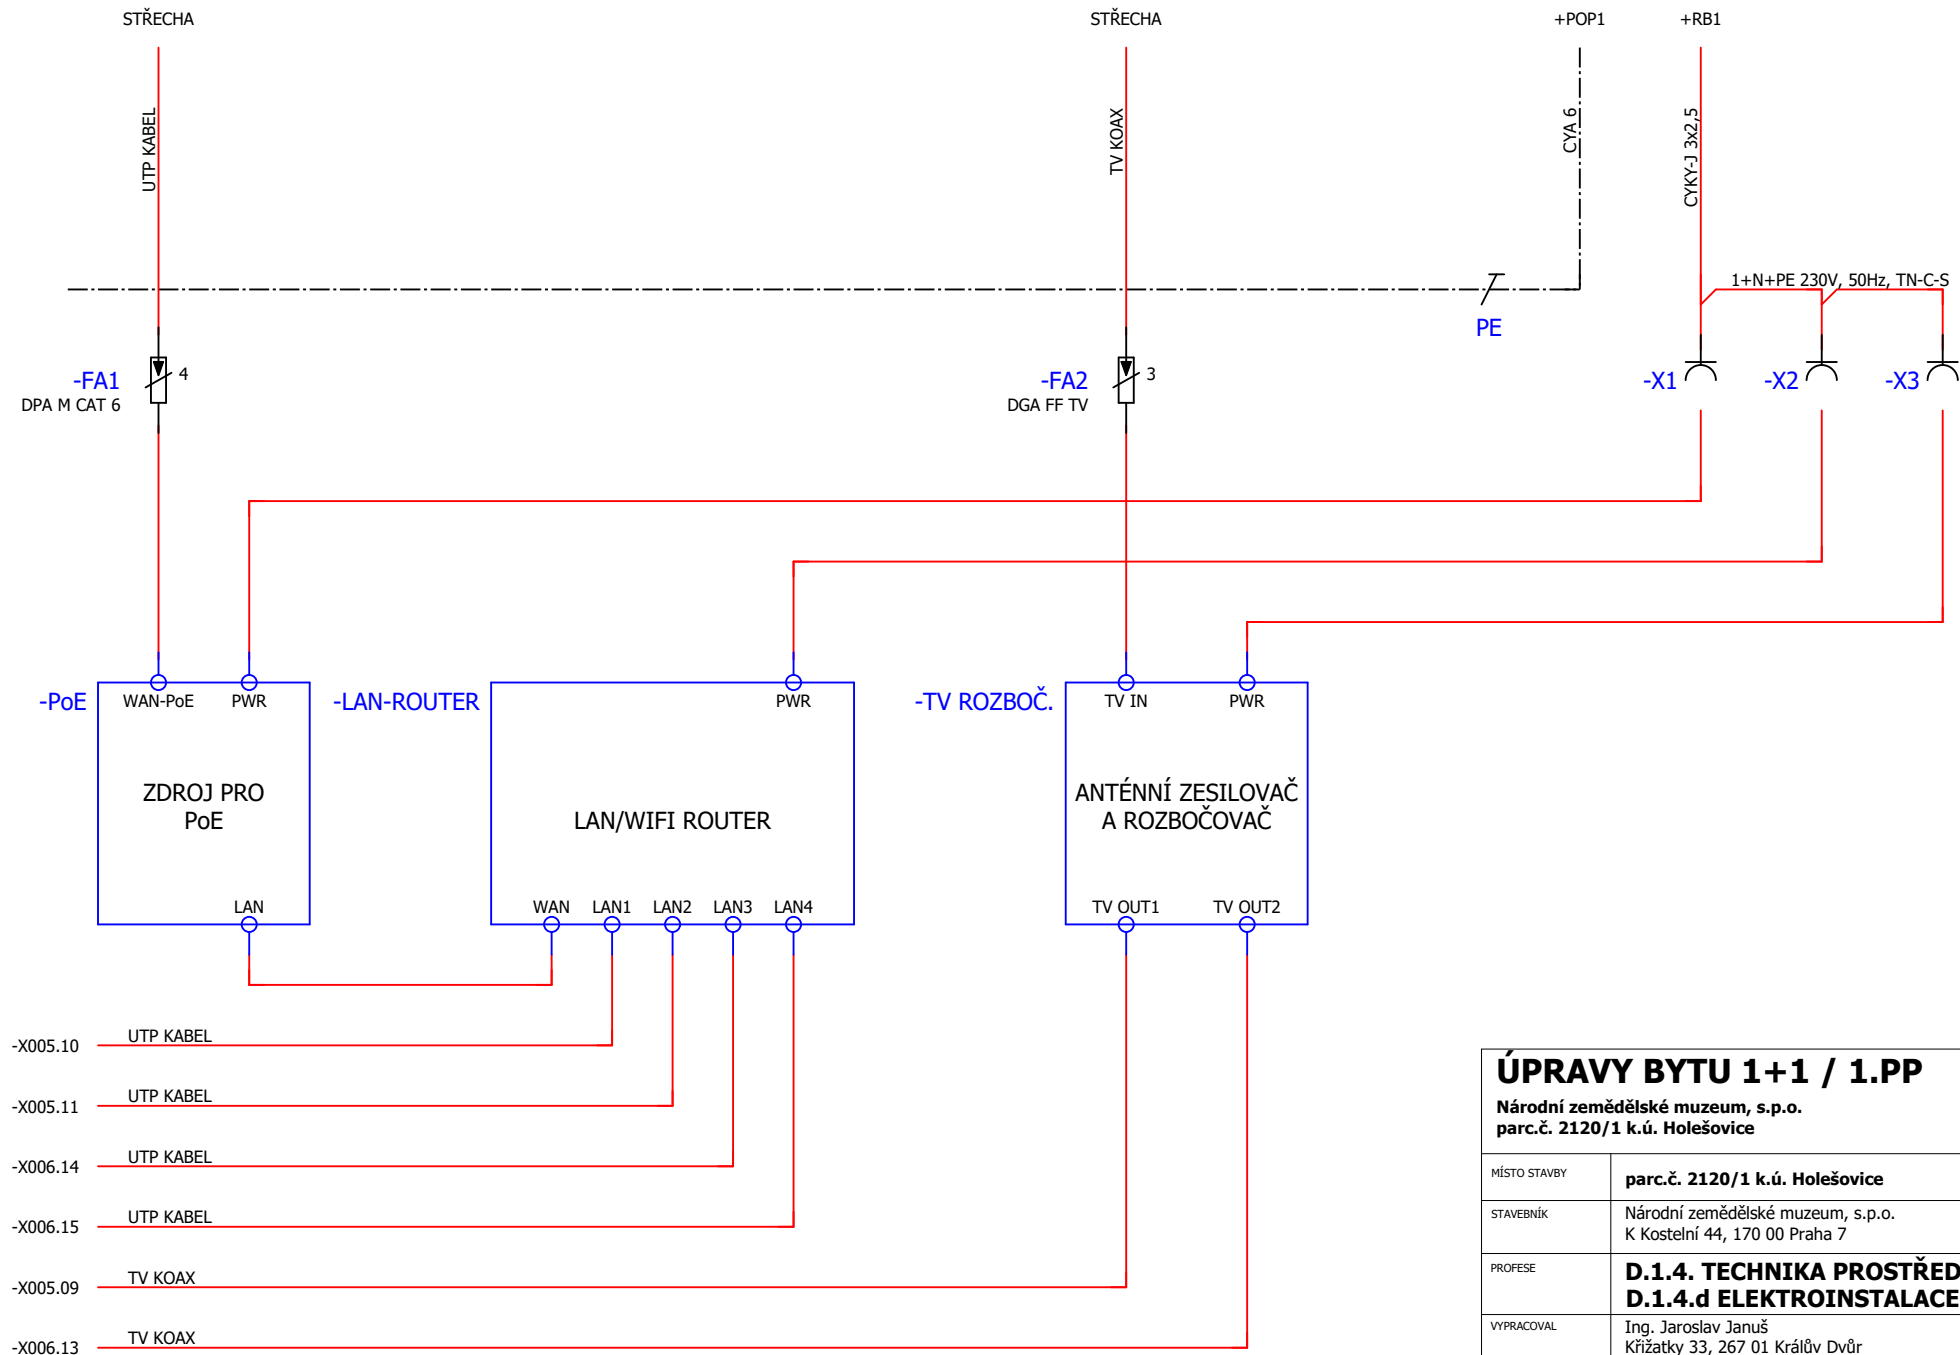 STŘECHA
STŘECHA
+POP1
+RB1
UTP KABEL
TV KOAX
CYA 6
CYKY-J 3x2,5
1+N+PE 230V, 50Hz, TN-C-S
PE
-FA1
4
DPA M CAT 6
-FA2
3
DGA FF TV
-X1
-X2
-X3
-PoE
WAN-PoE
PWR
-LAN-ROUTER
PWR
-TV ROZBOČ.
TV IN
PWR
ZDROJ PRO
PoE
LAN/WIFI ROUTER
ANTÉNNÍ ZESILOVAČ
A ROZBOČOVAČ
LAN
WAN
LAN1
LAN2
LAN3
LAN4
TV OUT1
TV OUT2
-X005.10
UTP KABEL
-X005.11
UTP KABEL
-X006.14
UTP KABEL
-X006.15
UTP KABEL
-X005.09
TV KOAX
-X006.13
TV KOAX
ÚPRAVY BYTU 1+1 / 1.PP
Národní zemědělské muzeum, s.p.o.
parc.č. 2120/1 k.ú. Holešovice
MÍSTO STAVBY
parc.č. 2120/1 k.ú. Holešovice
STAVEBNÍK
Národní zemědělské muzeum, s.p.o.
K Kostelní 44, 170 00 Praha 7
PROFESE
D.1.4. TECHNIKA PROSTŘED
D.1.4.d ELEKTROINSTALACE
VYPRACOVAL
Ing. Jaroslav Januš
Křižatky 33, 267 01 Králův Dvůr